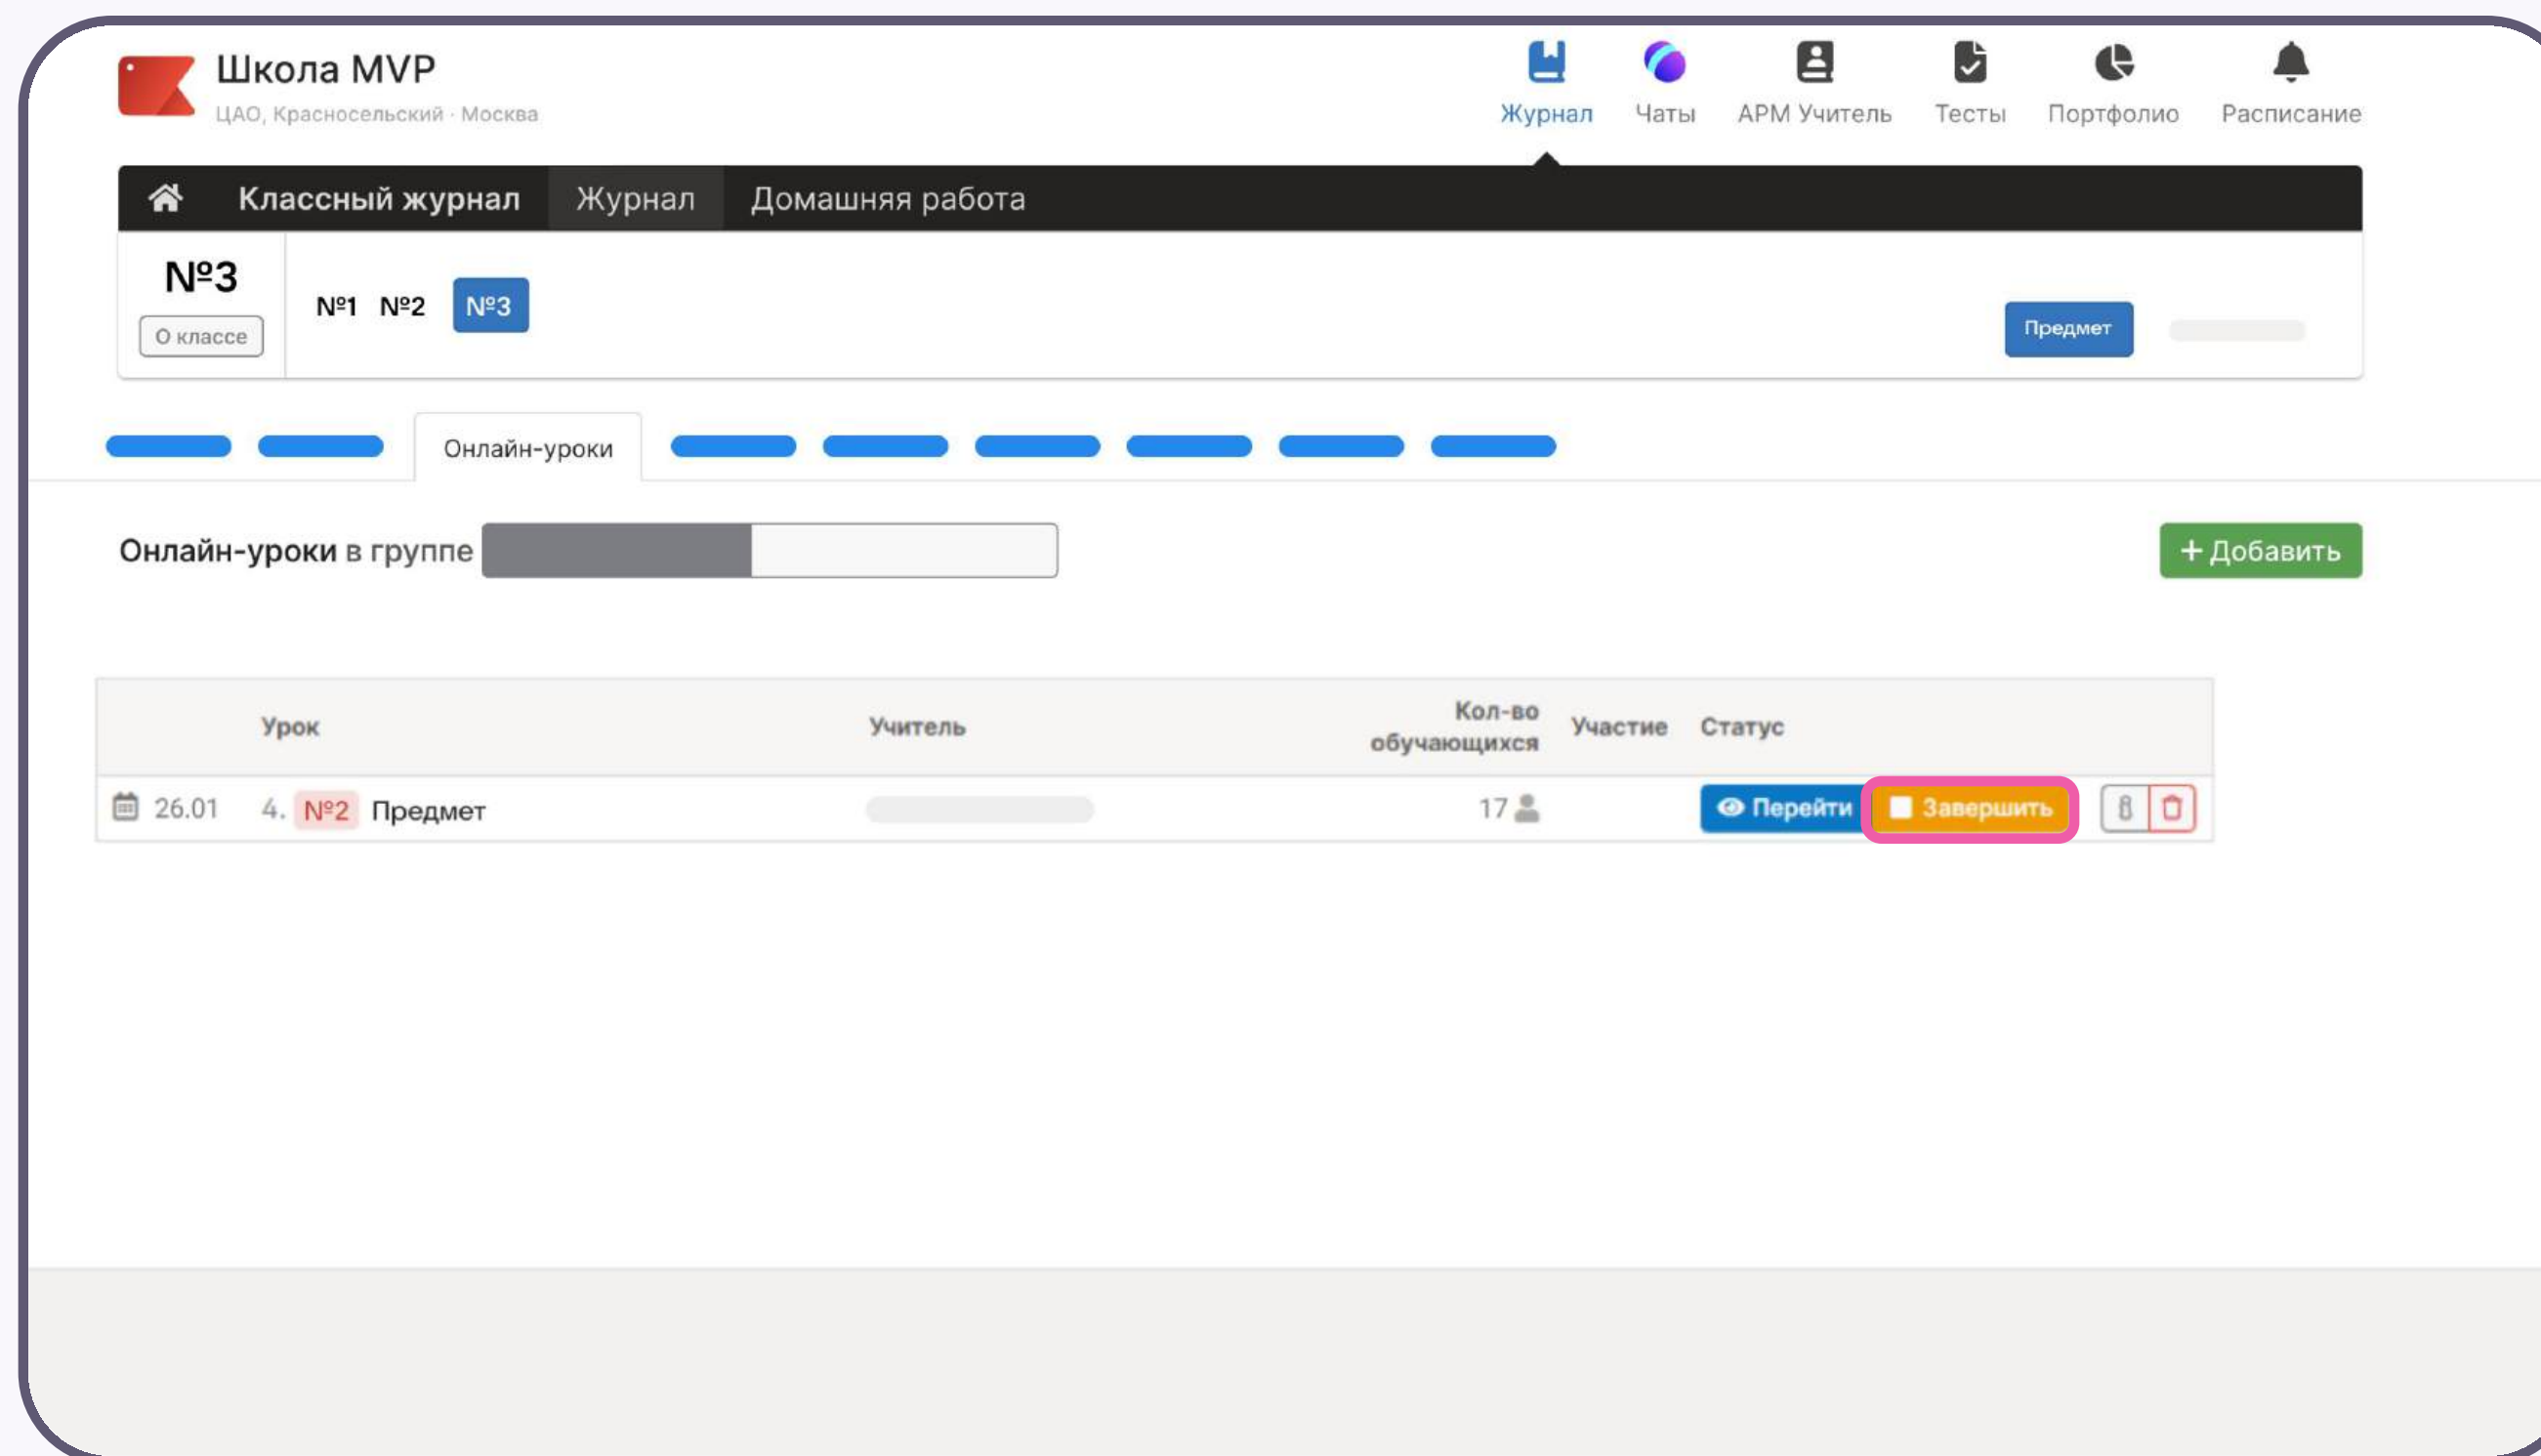 Школа MVP
ЦАО, Красносельский · Москва
Журнал
Чаты
АРМ Учитель
Тесты
Портфолио
Расписание
Классный журнал Журнал Домашняя работа
№3
О классе
№1 №2 №3
Предмет
Онлайн-уроки
Онлайн-уроки в группе
+ Добавить
Урок
Учитель
Кол-во
обучающихся
Участие
Статус
26.01 4. №2 Предмет 17 Перейти Завершить